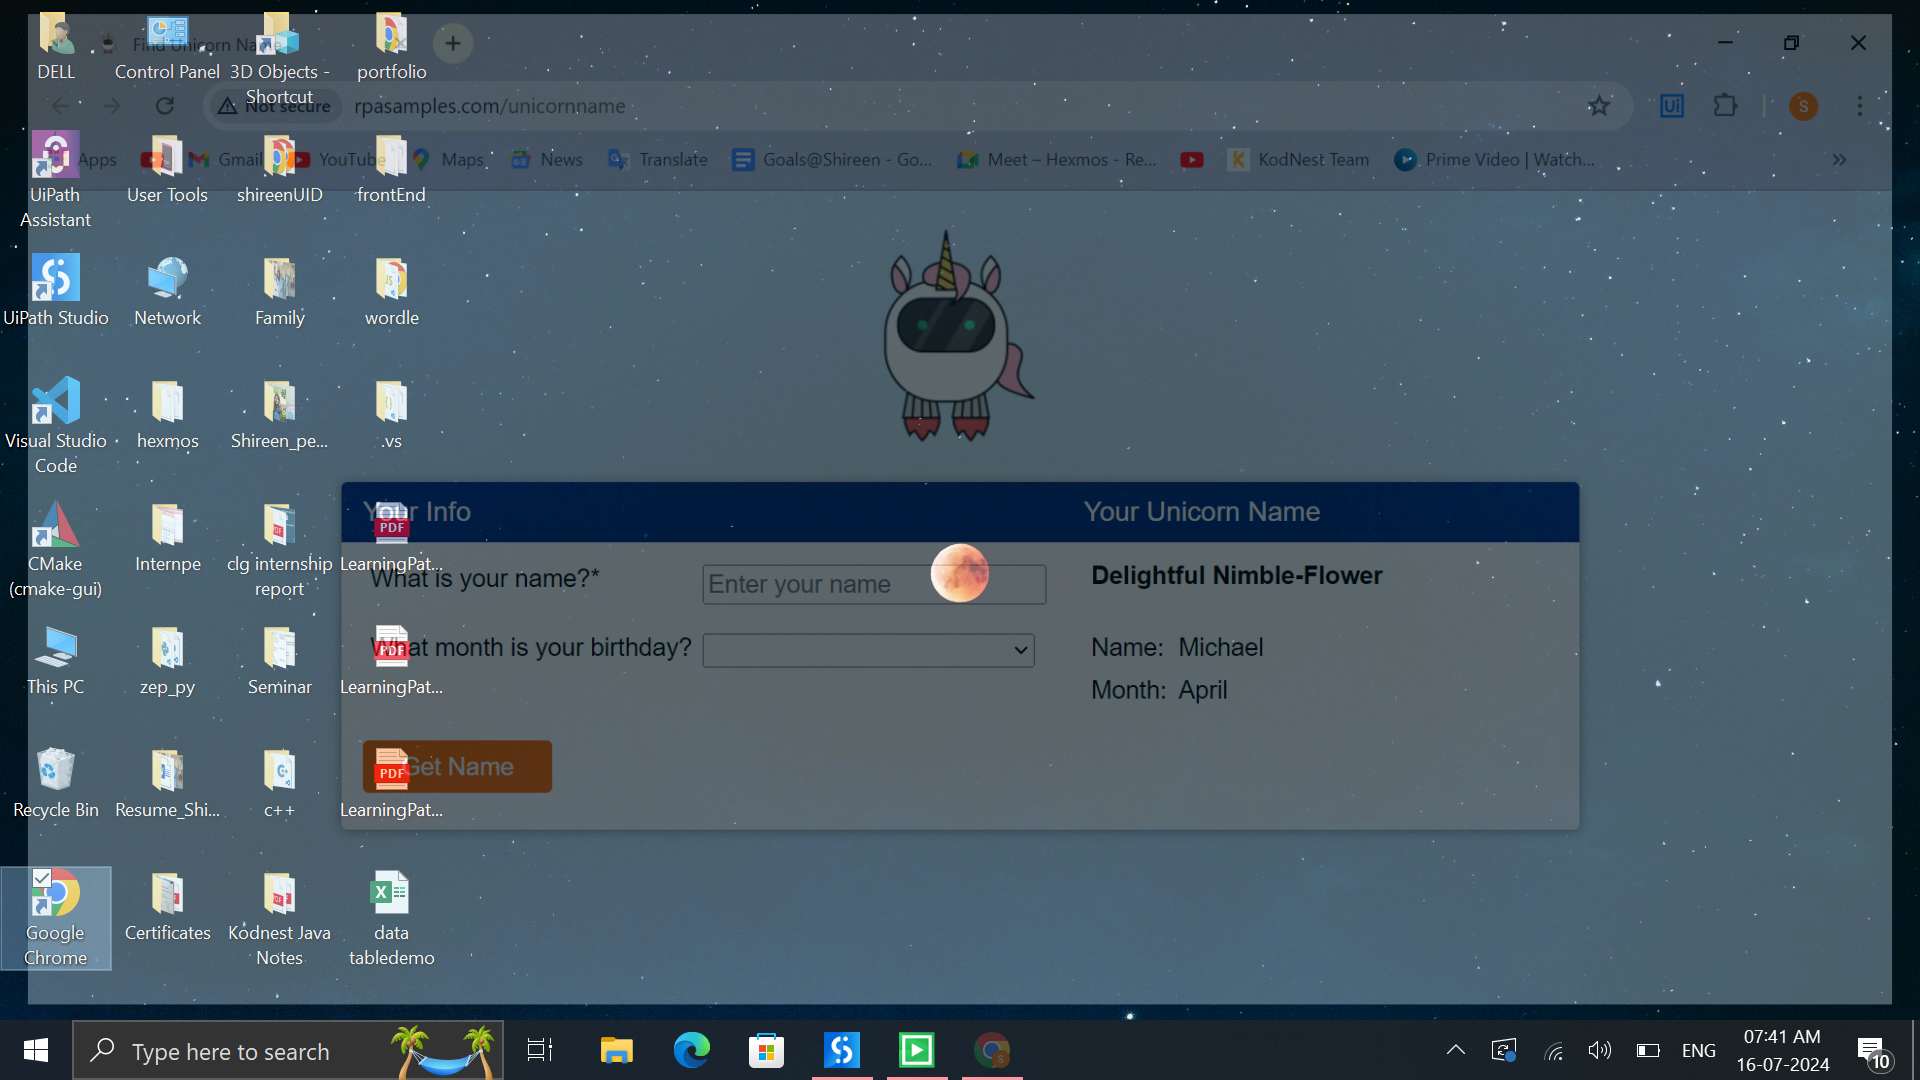 Find Unicorn Name
Not secure
rpasamples.com/unicornname
S
Apps
Gmail
YouTube
Maps
News
Translate
Goals@Shireen - Go...
Meet – Hexmos - Re...
KodNest Team
Prime Video | Watch...
DELL
Control Panel
3D Objects -
Shortcut
portfolio
UiPath
Assistant
User Tools
shireenUID
frontEnd
UiPath Studio
Network
Family
wordle
Visual Studio
Code
hexmos
Shireen_pe...
.vs
CMake
(cmake-gui)
Internpe
clg internship
report
PDF
LearningPat...
This PC
zep_py
Seminar
PDF
LearningPat...
Recycle Bin
Resume_Shi...
c++
PDF
LearningPat...
Google
Chrome
Certificates
Kodnest Java
Notes
data
tabledemo
Your Info
Your Unicorn Name
What is your name?*
Enter your name
Delightful Nimble-Flower
What month is your birthday?
Name: Michael
Month: April
Get Name
Type here to search
ENG
07:41 AM
16-07-2024
10